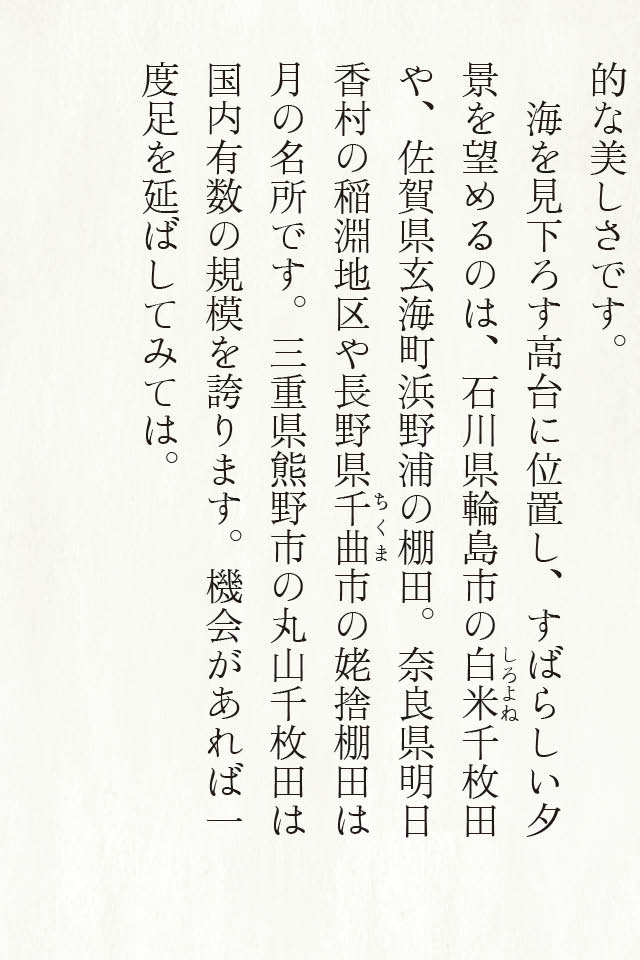 的な美しさです。
　海を見下ろす高台に位置し、すばらしい夕
景を望めるのは、石川県輪島市の白米千枚田
しろよね
や、佐賀県玄海町浜野浦の棚田。奈良県明日
香村の稲淵地区や長野県千曲市の姥捨棚田は
ちくま
月の名所です。三重県熊野市の丸山千枚田は
国内有数の規模を誇ります。機会があれば一
度足を延ばしてみては。